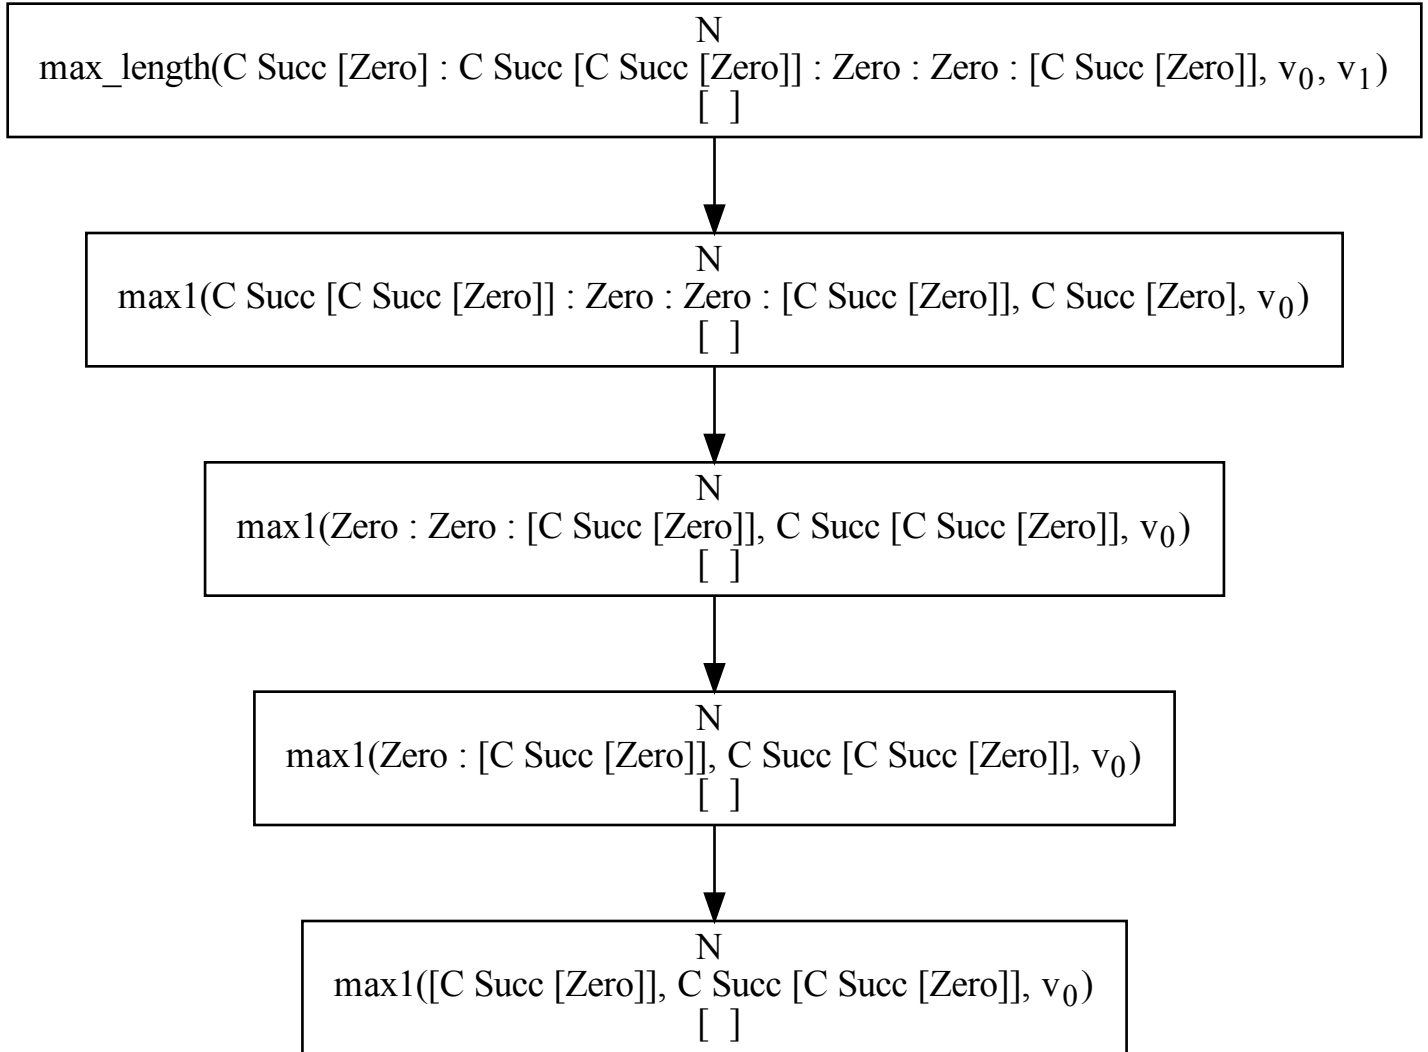 N
max_length(C Succ [Zero] : C Succ [C Succ [Zero]] : Zero : Zero : [C Succ [Zero]], v₀, v₁)
[ ]
N
max1(C Succ [C Succ [Zero]] : Zero : Zero : [C Succ [Zero]], C Succ [Zero], v₀)
[ ]
N
max1(Zero : Zero : [C Succ [Zero]], C Succ [C Succ [Zero]], v₀)
[ ]
N
max1(Zero : [C Succ [Zero]], C Succ [C Succ [Zero]], v₀)
[ ]
N
max1([C Succ [Zero]], C Succ [C Succ [Zero]], v₀)
[ ]